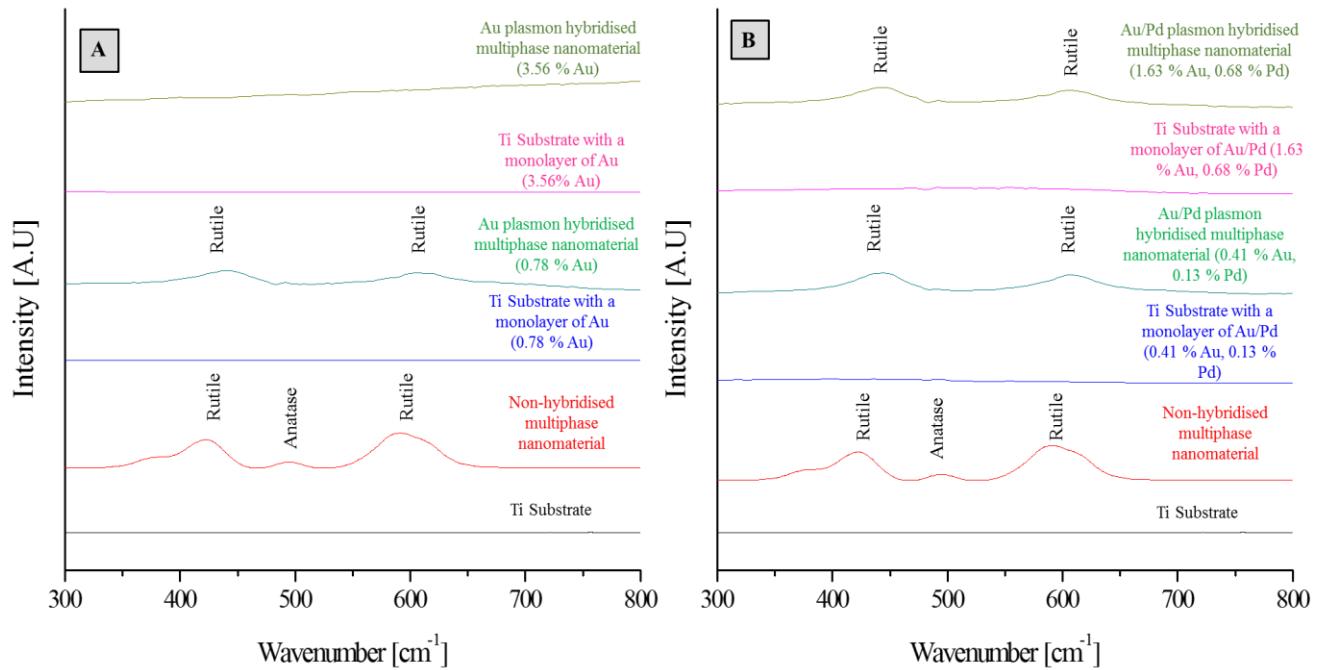 A
Au plasmon hybridised
multiphase nanomaterial
(3.56 % Au)
Ti Substrate with a
monolayer of Au
(3.56% Au)
Rutile
Rutile
Au plasmon hybridised
multiphase nanomaterial
(0.78 % Au)
Ti Substrate with a
monolayer of Au
(0.78 % Au)
Rutile
Anatase
Rutile
Non-hybridised
multiphase
nanomaterial
Ti Substrate
Intensity [A.U]
300 400 500 600 700 800
Wavenumber [cm-1]
B
Rutile
Rutile
Au/Pd plasmon hybridised
multiphase nanomaterial
(1.63 % Au, 0.68 % Pd)
Ti Substrate with a
monolayer of Au/Pd (1.63
% Au, 0.68 % Pd)
Rutile
Rutile
Au/Pd plasmon
hybridised multiphase
nanomaterial (0.41 % Au,
0.13 % Pd)
Ti Substrate with a
monolayer of Au/Pd
(0.41 % Au, 0.13 %
Pd)
Rutile
Anatase
Rutile
Non-hybridised
multiphase
nanomaterial
Ti Substrate
Intensity [A.U]
300 400 500 600 700 800
Wavenumber [cm-1]